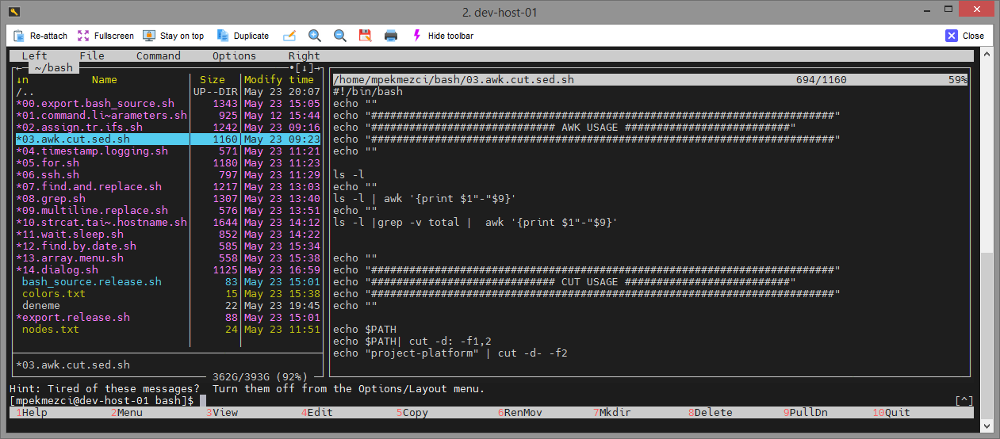 2. dev-host-01
Re-attach Fullscreen Stay on top Duplicate Hide toolbar Close
Left File Command Options Right
~/bash
↓n Name Size Modify time
/.. UP--DIR May 23 20:07
*00.export.bash_source.sh 1343 May 23 15:05
*01.command.li~arameters.sh 925 May 12 15:44
*02.assign.tr.ifs.sh 1242 May 23 09:16
*03.awk.cut.sed.sh 1160 May 23 09:23
*04.timestamp.logging.sh 571 May 23 11:21
*05.for.sh 1180 May 23 11:23
*06.ssh.sh 797 May 23 11:29
*07.find.and.replace.sh 1217 May 23 13:03
*08.grep.sh 1307 May 23 13:40
*09.multiline.replace.sh 576 May 23 13:51
*10.strcat.tai~.hostname.sh 1644 May 23 14:12
*11.wait.sleep.sh 852 May 23 14:22
*12.find.by.date.sh 585 May 23 15:34
*13.array.menu.sh 558 May 23 15:38
*14.dialog.sh 1125 May 23 16:59
bash_source.release.sh 83 May 23 15:01
colors.txt 15 May 23 15:38
deneme 22 May 23 19:45
*export.release.sh 88 May 23 15:01
nodes.txt 24 May 23 11:51
*03.awk.cut.sed.sh
362G/393G (92%)
/home/mpekmezci/bash/03.awk.cut.sed.sh 694/1160 59%
#!/bin/bash
echo ""
echo "#########################################################################"
echo "############################# AWK USAGE ##########################"
echo "#########################################################################"
echo ""
ls -l
echo ""
ls -l | awk '{print $1"-"$9}'
echo ""
ls -l |grep -v total |  awk '{print $1"-"$9}'
echo ""
echo "#########################################################################"
echo "############################# CUT USAGE ##########################"
echo "#########################################################################"
echo ""
echo $PATH
echo $PATH| cut -d: -f1,2
echo "project-platform" | cut -d- -f2
Hint: Tired of these messages?  Turn them off from the Options/Layout menu.
[mpekmezci@dev-host-01 bash]$ [^]
1Help 2Menu 3View 4Edit 5Copy 6RenMov 7Mkdir 8Delete 9PullDn 10Quit